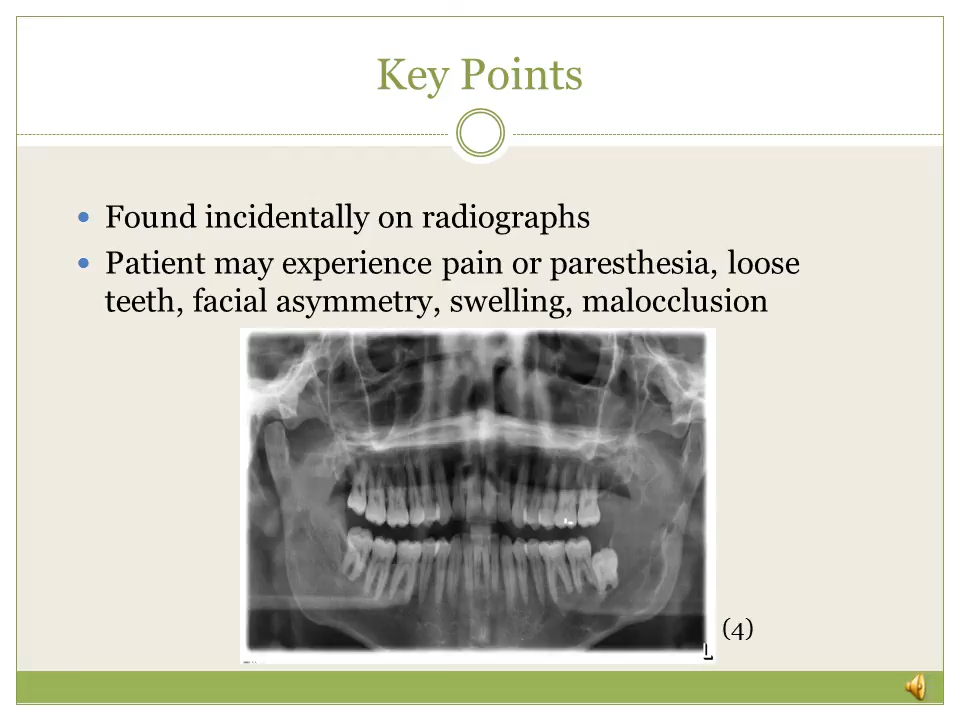 Key Points
Found incidentally on radiographs
Patient may experience pain or paresthesia, loose
teeth, facial asymmetry, swelling, malocclusion
(4)
L